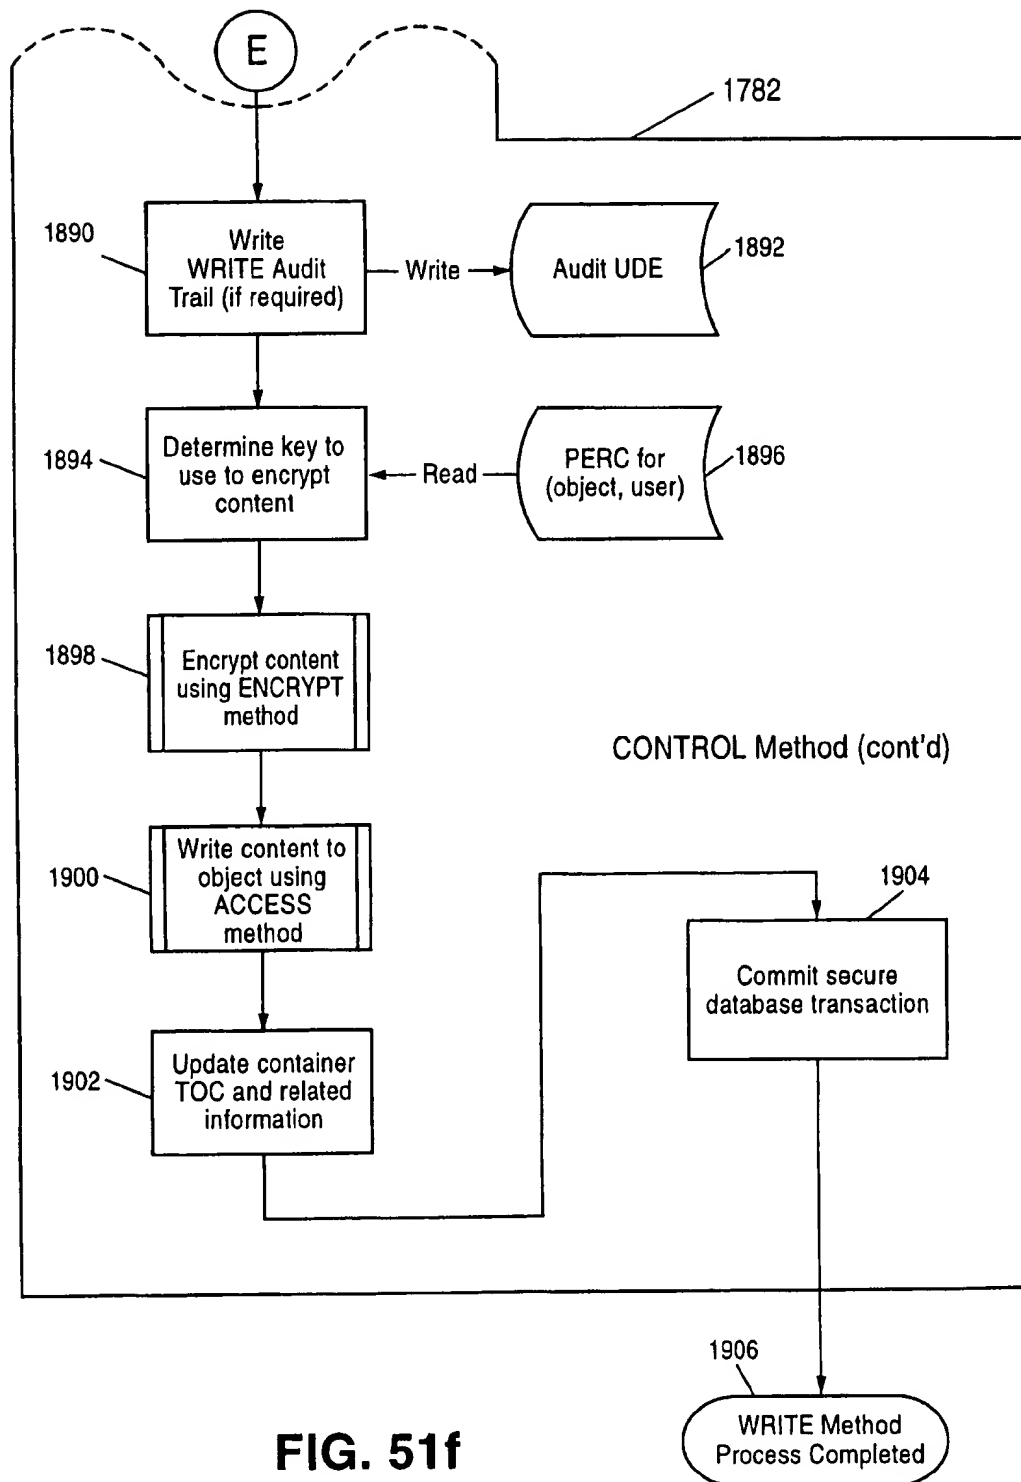 E
1782
1890
Write
WRITE Audit
Trail (if required)
Write
Audit UDE
1892
1894
Determine key to
use to encrypt
content
Read
PERC for
(object, user)
1896
1898
Encrypt content
using ENCRYPT
method
CONTROL Method (cont'd)
1900
Write content to
object using
ACCESS
method
1904
Commit secure
database transaction
1902
Update container
TOC and related
information
1906
WRITE Method
Process Completed
FIG. 51f